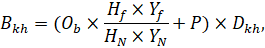 B_{kh} = (O_b × \frac{H_f × Y_f}{H_N × Y_N} + P) × D_{kh},